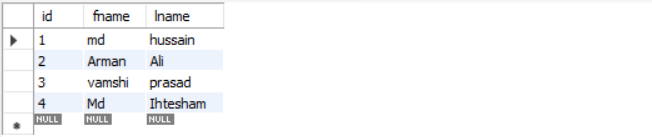 id fname lname
1 md hussain
2 Arman Ali
3 vamshi prasad
4 Md Ihtesham
NULL NULL NULL